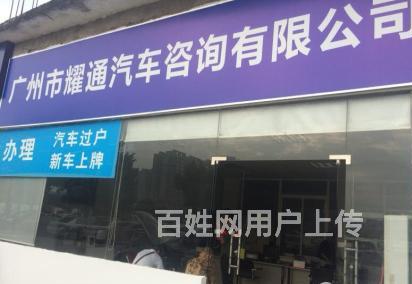 广州市耀通汽车咨询有限公司
办理
汽车过户
新车上牌
百姓网用户上传